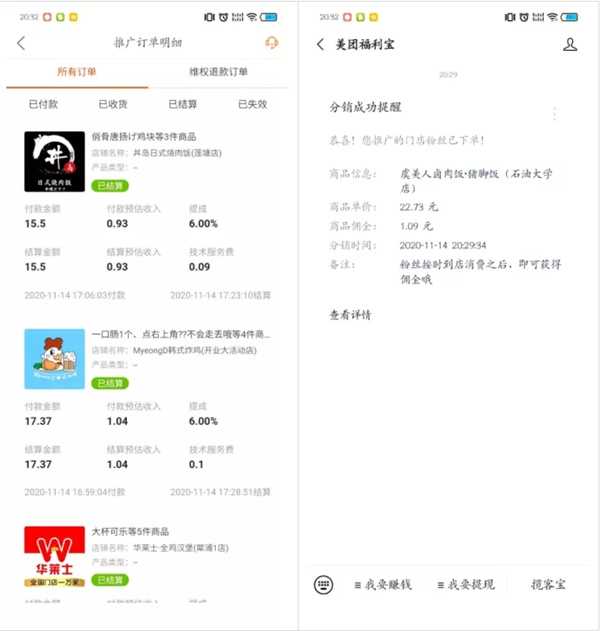 20:52
推广订单明细
所有订单
维权退款订单
已付款
已收货
已结算
已失效
井
日式烧肉饭
俏骨唐扬げ鸡块等3件商品
店铺名称：丼岛日式烧肉饭(莲塘店)
产品类型：-
已结算
付款金额
付款预估收入
提成
15.5
0.93
6.00%
结算金额
结算预估收入
技术服务费
15.5
0.93
0.09
2020-11-14 17:06:03付款
2020-11-14 17:23:10结算
一口肠1个、点右上角??不会走丢哦等4件商...
店铺名称：MyeongD韩式炸鸡(开业大活动店)
产品类型：-
已结算
付款金额
付款预估收入
提成
17.37
1.04
6.00%
结算金额
结算预估收入
技术服务费
17.37
1.04
0.1
2020-11-14 16:59:04付款
2020-11-14 17:28:51结算
华莱士
全国门店一万家
大杯可乐等5件商品
店铺名称：华莱士·全鸡汉堡(菜浦1店)
产品类型：-
已结算
20:52
美团福利宝
20:29
分销成功提醒
恭喜！您推广的门店粉丝已下单！
商品信息：
虞美人卤肉饭·猪脚饭（石油大学
店）
商品单价：
22.73 元
商品佣金：
1.09 元
分销时间：
2020-11-14 20:29:34
备注：
粉丝按时到店消费之后，即可获得
佣金哦
查看详情
我要赚钱
我要提现
揽客宝